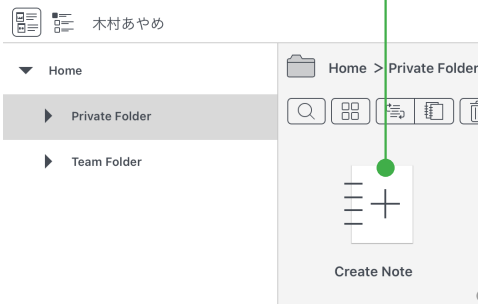 木村あやめ
Home
Home > Private Folder
Private Folder
Team Folder
Create Note